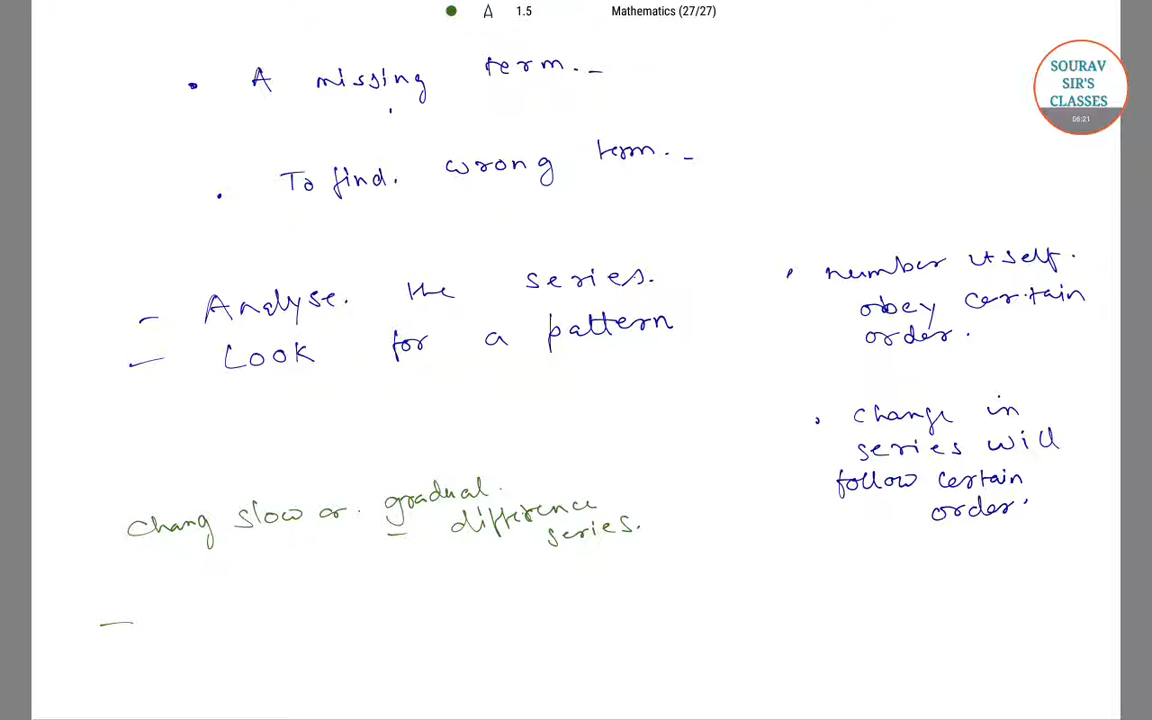 A 1.5 Mathematics (27/27)
SOURAV
SIR'S
CLASSES
06:21
• A missing term. -
• To find. wrong term. -
- Analyse. the series.
- Look for a pattern
• number itself.
obey certain
order.
• change in
series will
follow certain
order.
Chang slow or. gradual.
difference
series.
-